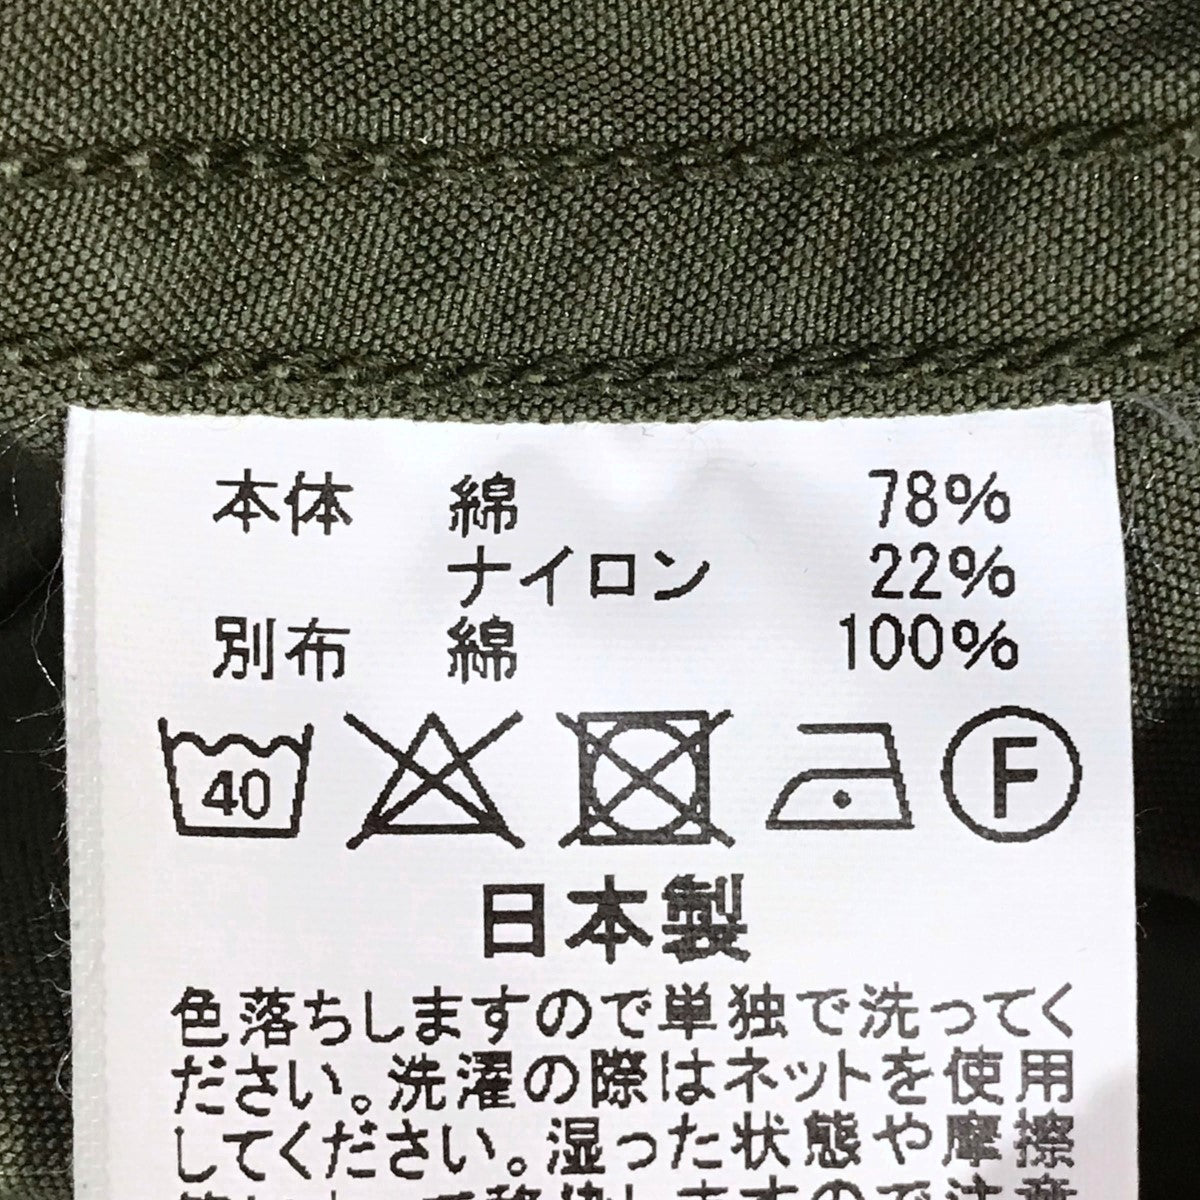 本体 綿 78%
ナイロン 22%
別布 綿 100%
40 F
日本製
色落ちしますので単独で洗ってく
ださい。洗濯の際はネットを使用
してください。湿った状態や摩擦